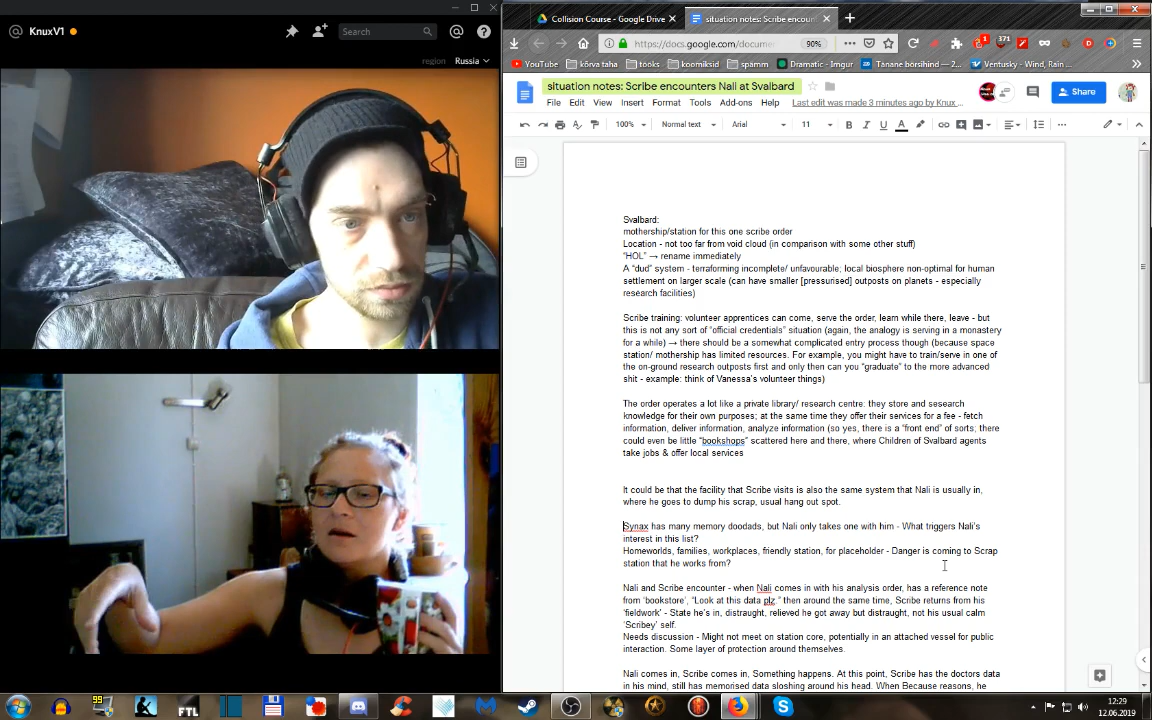 KnuxV1
Search
region
Russia
Collision Course - Google Drive
situation notes: Scribe encount
https://docs.google.com/docume
90%
1
371
YouTube
kõrva taha
tööks
koomiksid
spämm
Dramatic - Imgur
Tänane börsihind — 2...
Ventusky - Wind, Rain ...
situation notes: Scribe encounters Nali at Svalbard
File Edit View Insert Format Tools Add-ons Help
Last edit was made 3 minutes ago by Knux ...
Share
100%
Normal text
Arial
11
B I U A
Svalbard:
mothership/station for this one scribe order
Location - not too far from void cloud (in comparison with some other stuff)
"HOL" → rename immediately
A "dud" system - terraforming incomplete/ unfavourable; local biosphere non-optimal for human
settlement on larger scale (can have smaller [pressurised] outposts on planets - especially
research facilities)
Scribe training: volunteer apprentices can come, serve the order, learn while there, leave - but
this is not any sort of "official credentials" situation (again, the analogy is serving in a monastery
for a while) → there should be a somewhat complicated entry process though (because space
station/ mothership has limited resources. For example, you might have to train/serve in one of
the on-ground research outposts first and only then can you "graduate" to the more advanced
shit - example: think of Vanessa's volunteer things)
The order operates a lot like a private library/ research centre: they store and sesearch
knowledge for their own purposes; at the same time they offer their services for a fee - fetch
information, deliver information, analyze information (so yes, there is a "front end" of sorts; there
could even be little "bookshops" scattered here and there, where Children of Svalbard agents
take jobs & offer local services
It could be that the facility that Scribe visits is also the same system that Nali is usually in,
where he goes to dump his scrap, usual hang out spot.
Synax has many memory doodads, but Nali only takes one with him - What triggers Nali's
interest in this list?
Homeworlds, families, workplaces, friendly station, for placeholder - Danger is coming to Scrap
station that he works from?
Nali and Scribe encounter - when Nali comes in with his analysis order, has a reference note
from 'bookstore', "Look at this data plz." then around the same time, Scribe returns from his
'fieldwork' - State he's in, distraught, relieved he got away but distraught, not his usual calm
'Scribey' self.
Needs discussion - Might not meet on station core, potentially in an attached vessel for public
interaction. Some layer of protection around themselves.
Nali comes in, Scribe comes in, Something happens. At this point, Scribe has the doctors data
in his mind, still has memorised data sloshing around his head. When Because reasons, he
99
FTL
12:29
12.06.2019